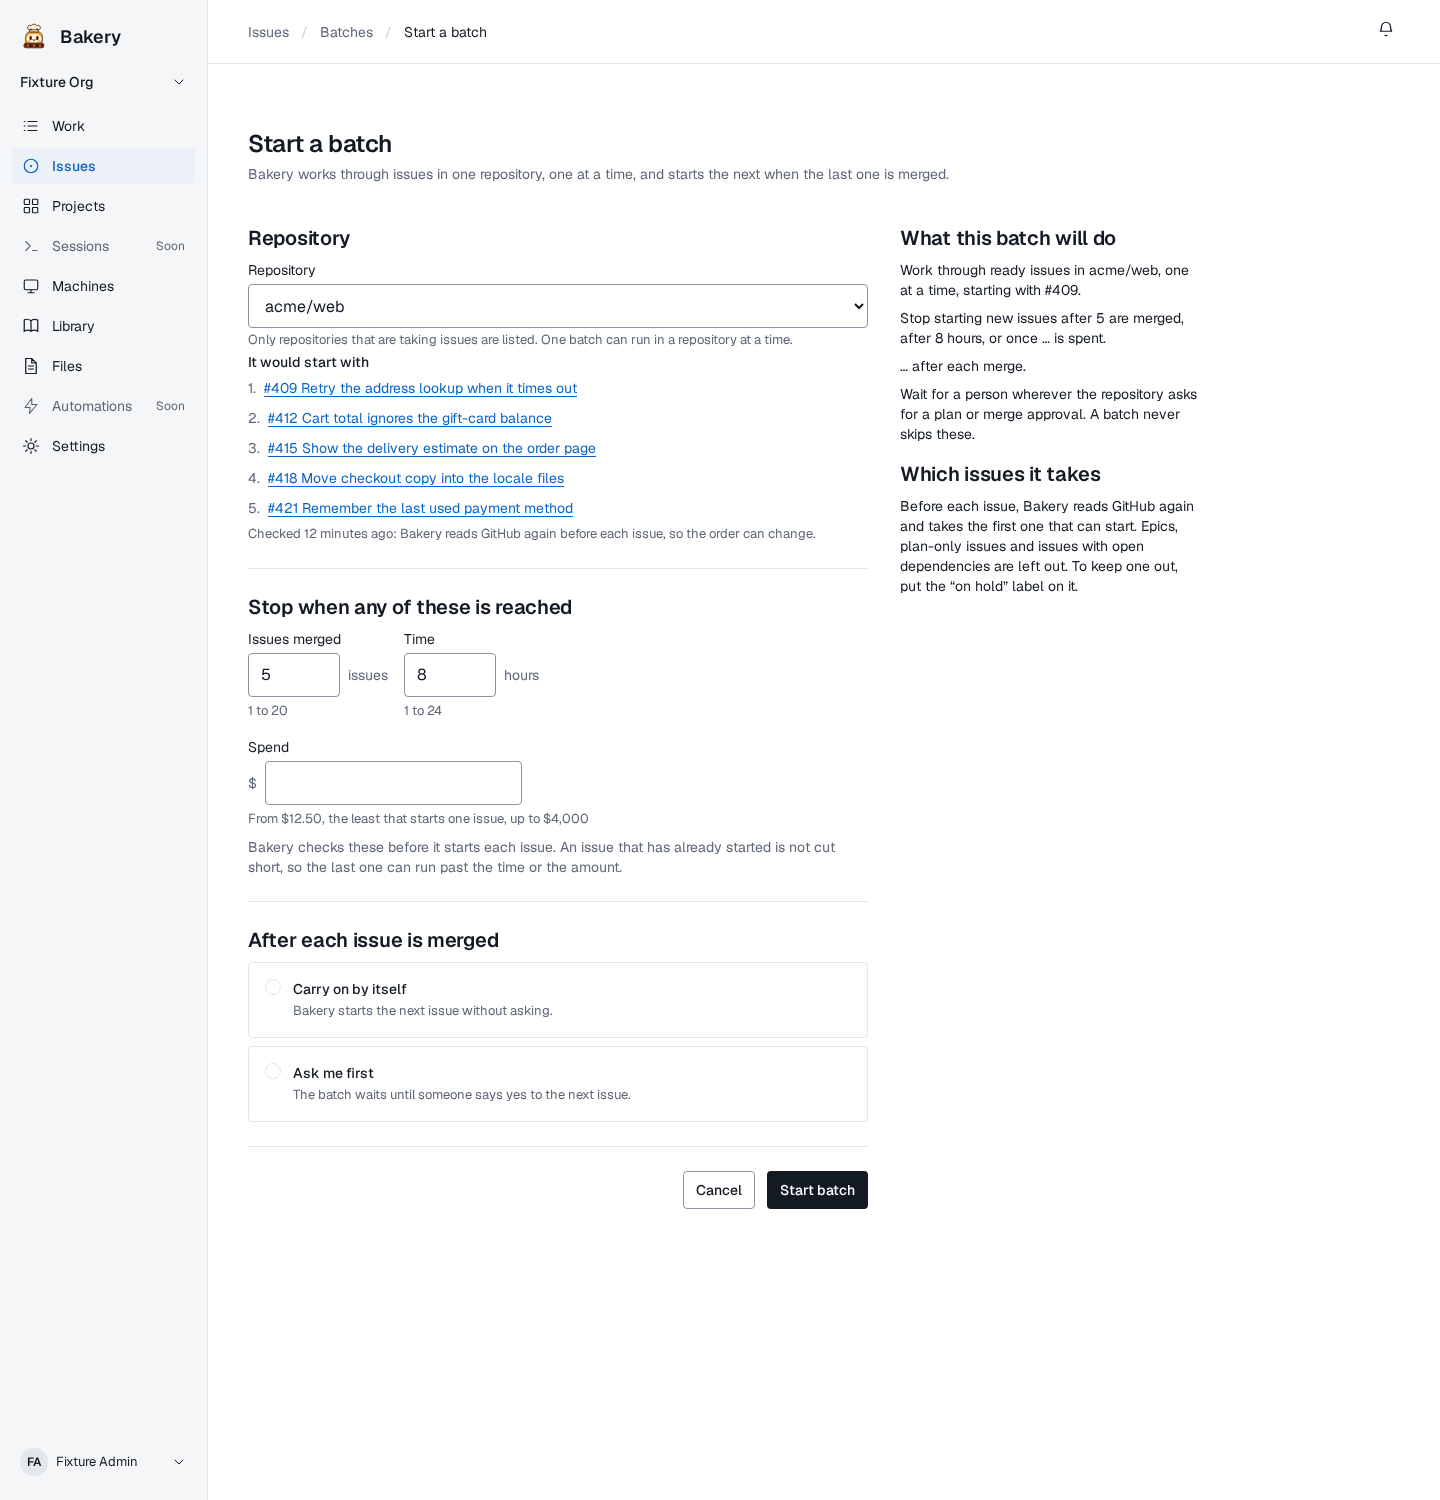 Bakery
Fixture Org
Work
Issues
Projects
Sessions Soon
Machines
Library
Files
Automations Soon
Settings
FA Fixture Admin
Issues / Batches / Start a batch
Start a batch
Bakery works through issues in one repository, one at a time, and starts the next when the last one is merged.
Repository
Repository
acme/web
Only repositories that are taking issues are listed. One batch can run in a repository at a time.
It would start with
1. #409 Retry the address lookup when it times out
2. #412 Cart total ignores the gift-card balance
3. #415 Show the delivery estimate on the order page
4. #418 Move checkout copy into the locale files
5. #421 Remember the last used payment method
Checked 12 minutes ago: Bakery reads GitHub again before each issue, so the order can change.
Stop when any of these is reached
Issues merged Time
5 issues 8 hours
1 to 20 1 to 24
Spend
$
From $12.50, the least that starts one issue, up to $4,000
Bakery checks these before it starts each issue. An issue that has already started is not cut
short, so the last one can run past the time or the amount.
After each issue is merged
Carry on by itself
Bakery starts the next issue without asking.
Ask me first
The batch waits until someone says yes to the next issue.
Cancel Start batch
What this batch will do
Work through ready issues in acme/web, one
at a time, starting with #409.
Stop starting new issues after 5 are merged,
after 8 hours, or once … is spent.
… after each merge.
Wait for a person wherever the repository asks
for a plan or merge approval. A batch never
skips these.
Which issues it takes
Before each issue, Bakery reads GitHub again
and takes the first one that can start. Epics,
plan-only issues and issues with open
dependencies are left out. To keep one out,
put the “on hold” label on it.